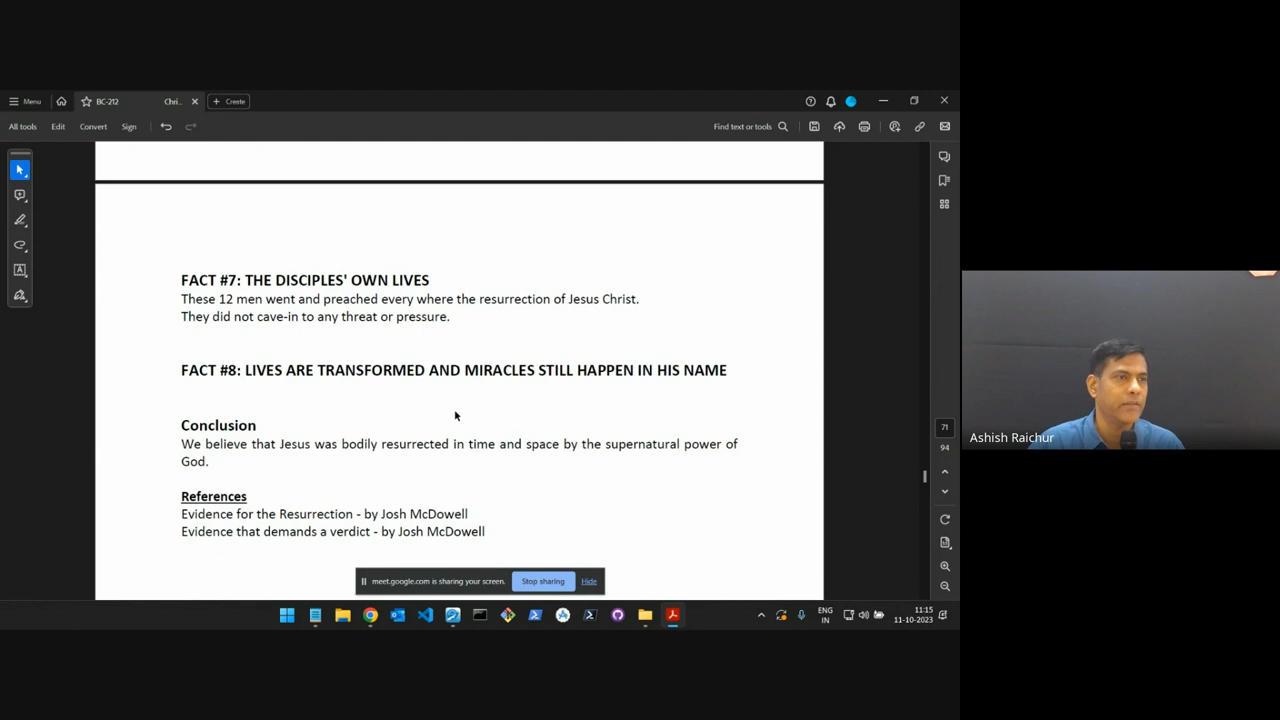 Menu
BC-212
Chri...
Create
All tools
Edit
Convert
Sign
Find text or tools
FACT #7: THE DISCIPLES' OWN LIVES
These 12 men went and preached every where the resurrection of Jesus Christ.
They did not cave-in to any threat or pressure.
FACT #8: LIVES ARE TRANSFORMED AND MIRACLES STILL HAPPEN IN HIS NAME
Conclusion
We believe that Jesus was bodily resurrected in time and space by the supernatural power of
God.
References
Evidence for the Resurrection - by Josh McDowell
Evidence that demands a verdict - by Josh McDowell
71
94
Ashish Raichur
meet.google.com is sharing your screen.
Stop sharing
Hide
ENG
IN
11:15
11-10-2023